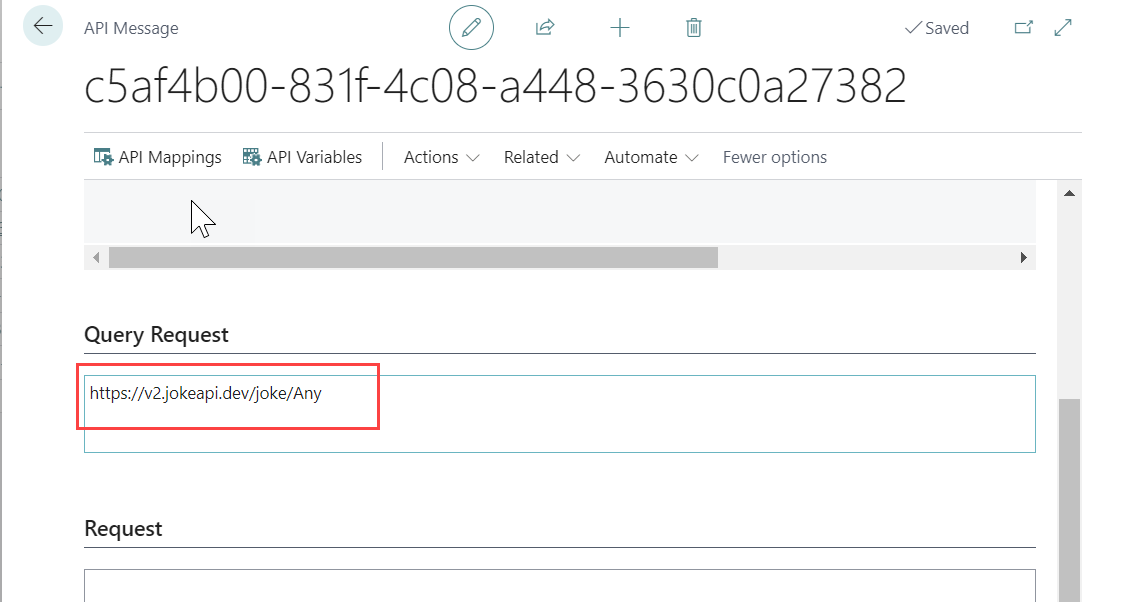 API Message
Saved
c5af4b00-831f-4c08-a448-3630c0a27382
API Mappings API Variables Actions Related Automate Fewer options
Query Request
https://v2.jokeapi.dev/joke/Any
Request